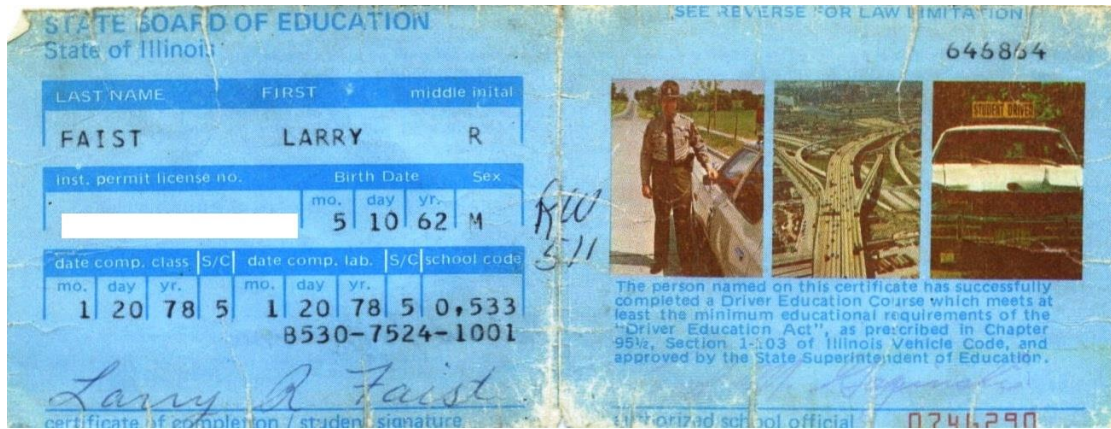 STATE BOARD OF EDUCATION
State of Illinois
LAST NAME FIRST middle inital
FAIST LARRY R
inst. permit license no. Birth Date Sex
mo. day yr.
5 10 62 M
date comp. class S/C date comp. lab. S/C school code
mo. day yr. mo. day yr.
1 20 78 5 1 20 78 5 0,533
8530-7524-1001
Larry R Faist
certificate of completion / student signature
RW
511
SEE REVERSE FOR LAW LIMITATION
646864
STUDENT DRIVER
The person named on this certificate has successfully
completed a Driver Education Course which meets at
least the minimum educational requirements of the
"Driver Education Act", as prescribed in Chapter
95½, Section 1-103 of Illinois Vehicle Code, and
approved by the State Superintendent of Education.
authorized school official 0746290